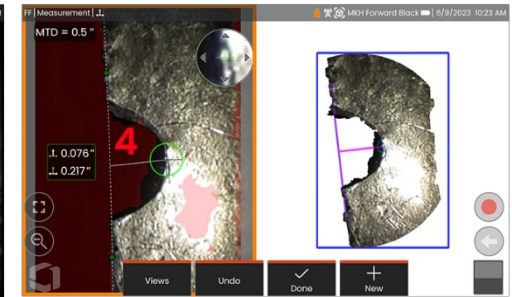 FF | Measurement |
MKH Forward Black
| 6/9/2023 10:23 AM
MTD = 0.5"
4
0.076"
0.217"
Views
Undo
Done
New